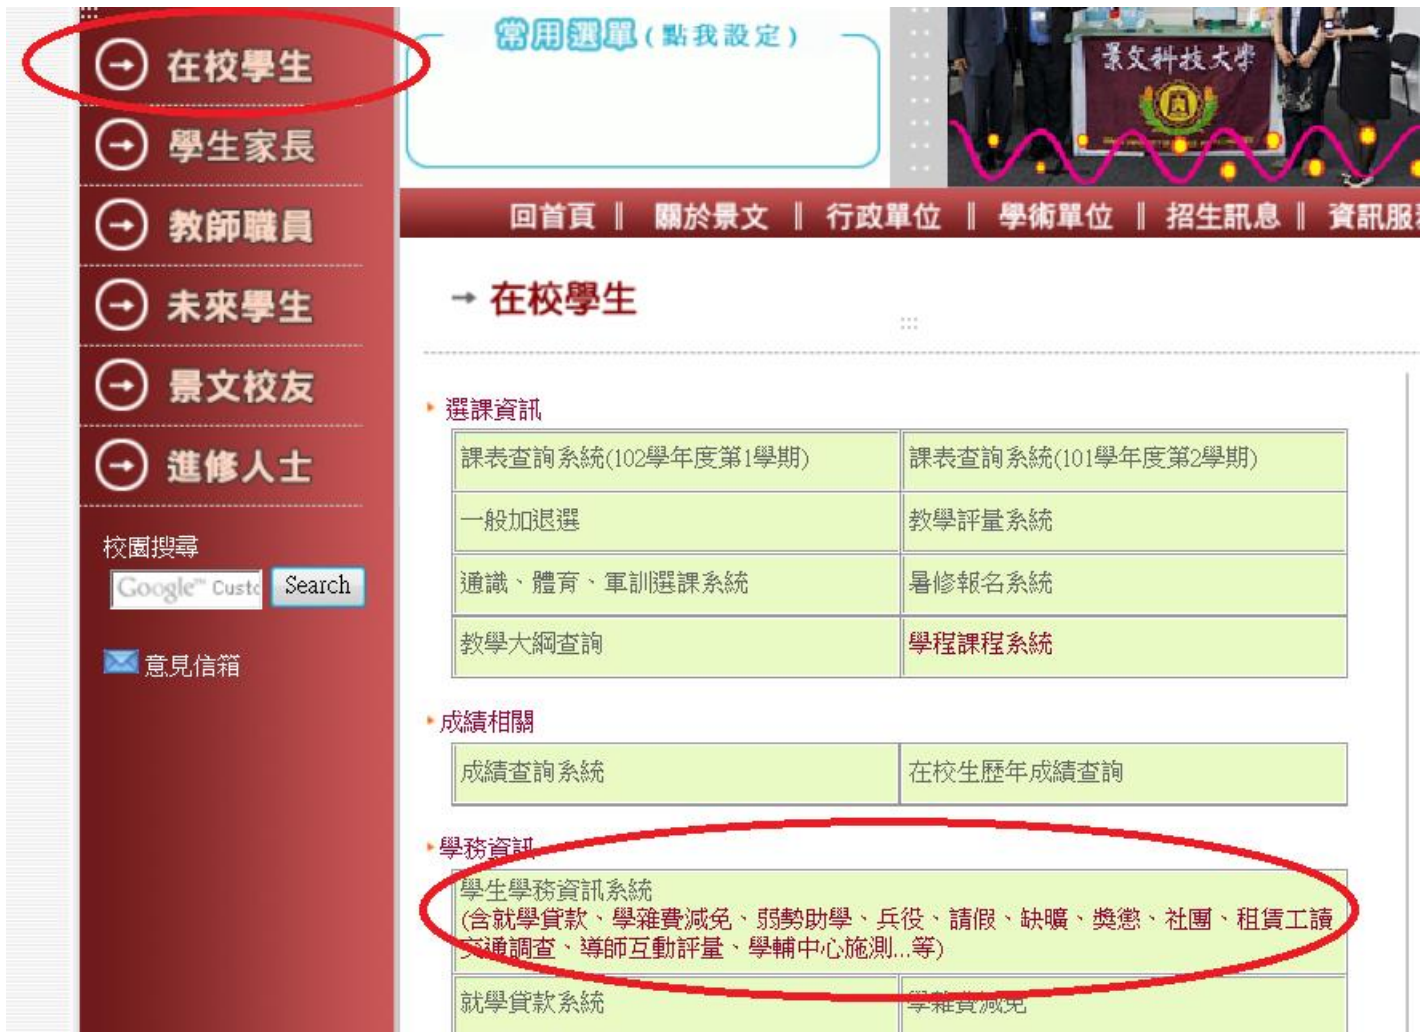 在校學生
學生家長
教師職員
未來學生
景文校友
進修人士
校園搜尋
Google™ Custo
Search
意見信箱
常用選單(點我設定)
景文科技大學
回首頁 ‖ 關於景文 ‖ 行政單位 ‖ 學術單位 ‖ 招生訊息 ‖ 資訊服
→ 在校學生
選課資訊
課表查詢系統(102學年度第1學期)
課表查詢系統(101學年度第2學期)
一般加退選
教學評量系統
通識、體育、軍訓選課系統
暑修報名系統
教學大綱查詢
學程課程系統
成績相關
成績查詢系統
在校生歷年成績查詢
學務資訊
學生學務資訊系統
(含就學貸款、學雜費減免、弱勢助學、兵役、請假、缺曠、獎懲、社團、租賃工讀
交通調查、導師互動評量、學輔中心施測...等)
就學貸款系統
學雜費減免